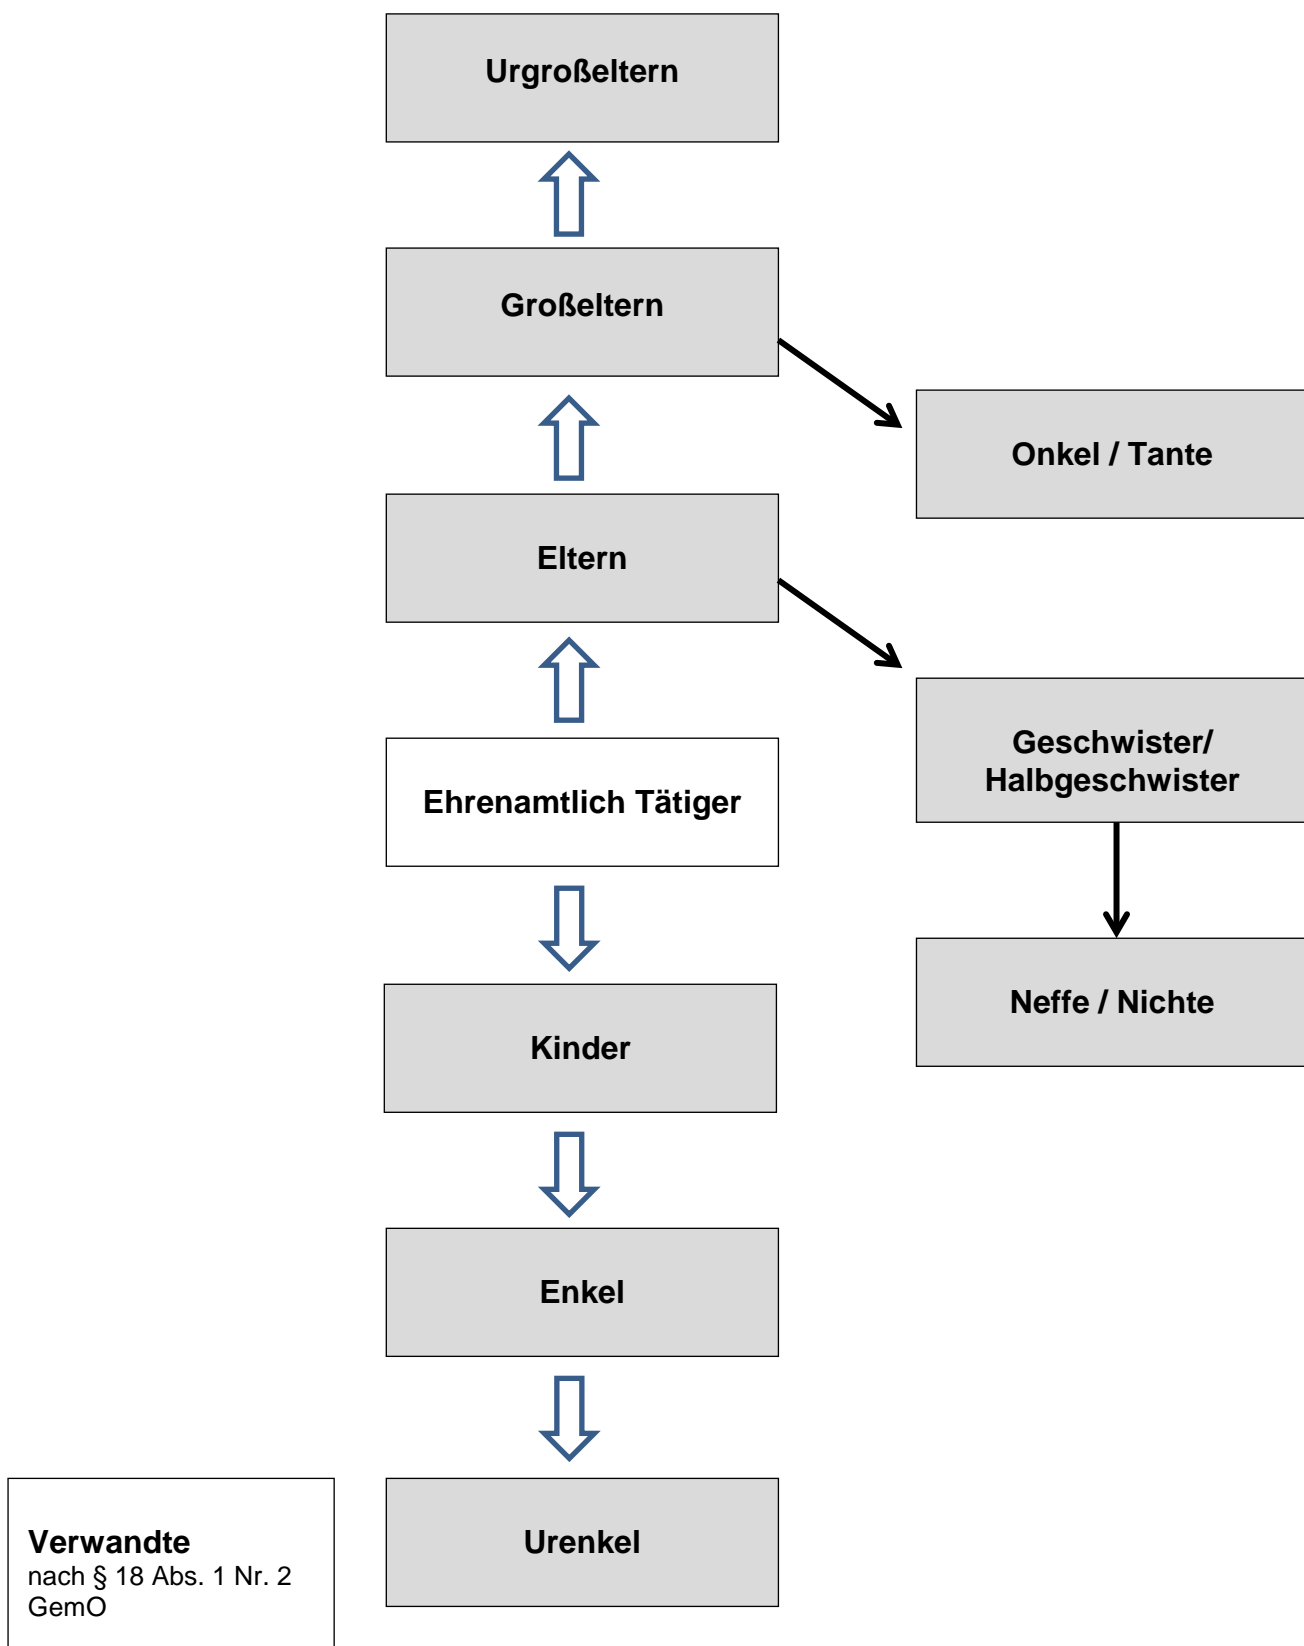 Urgroßeltern
Großeltern
Onkel / Tante
Eltern
Geschwister/
Halbgeschwister
Ehrenamtlich Tätiger
Neffe / Nichte
Kinder
Enkel
Urenkel
Verwandte
nach § 18 Abs. 1 Nr. 2
GemO